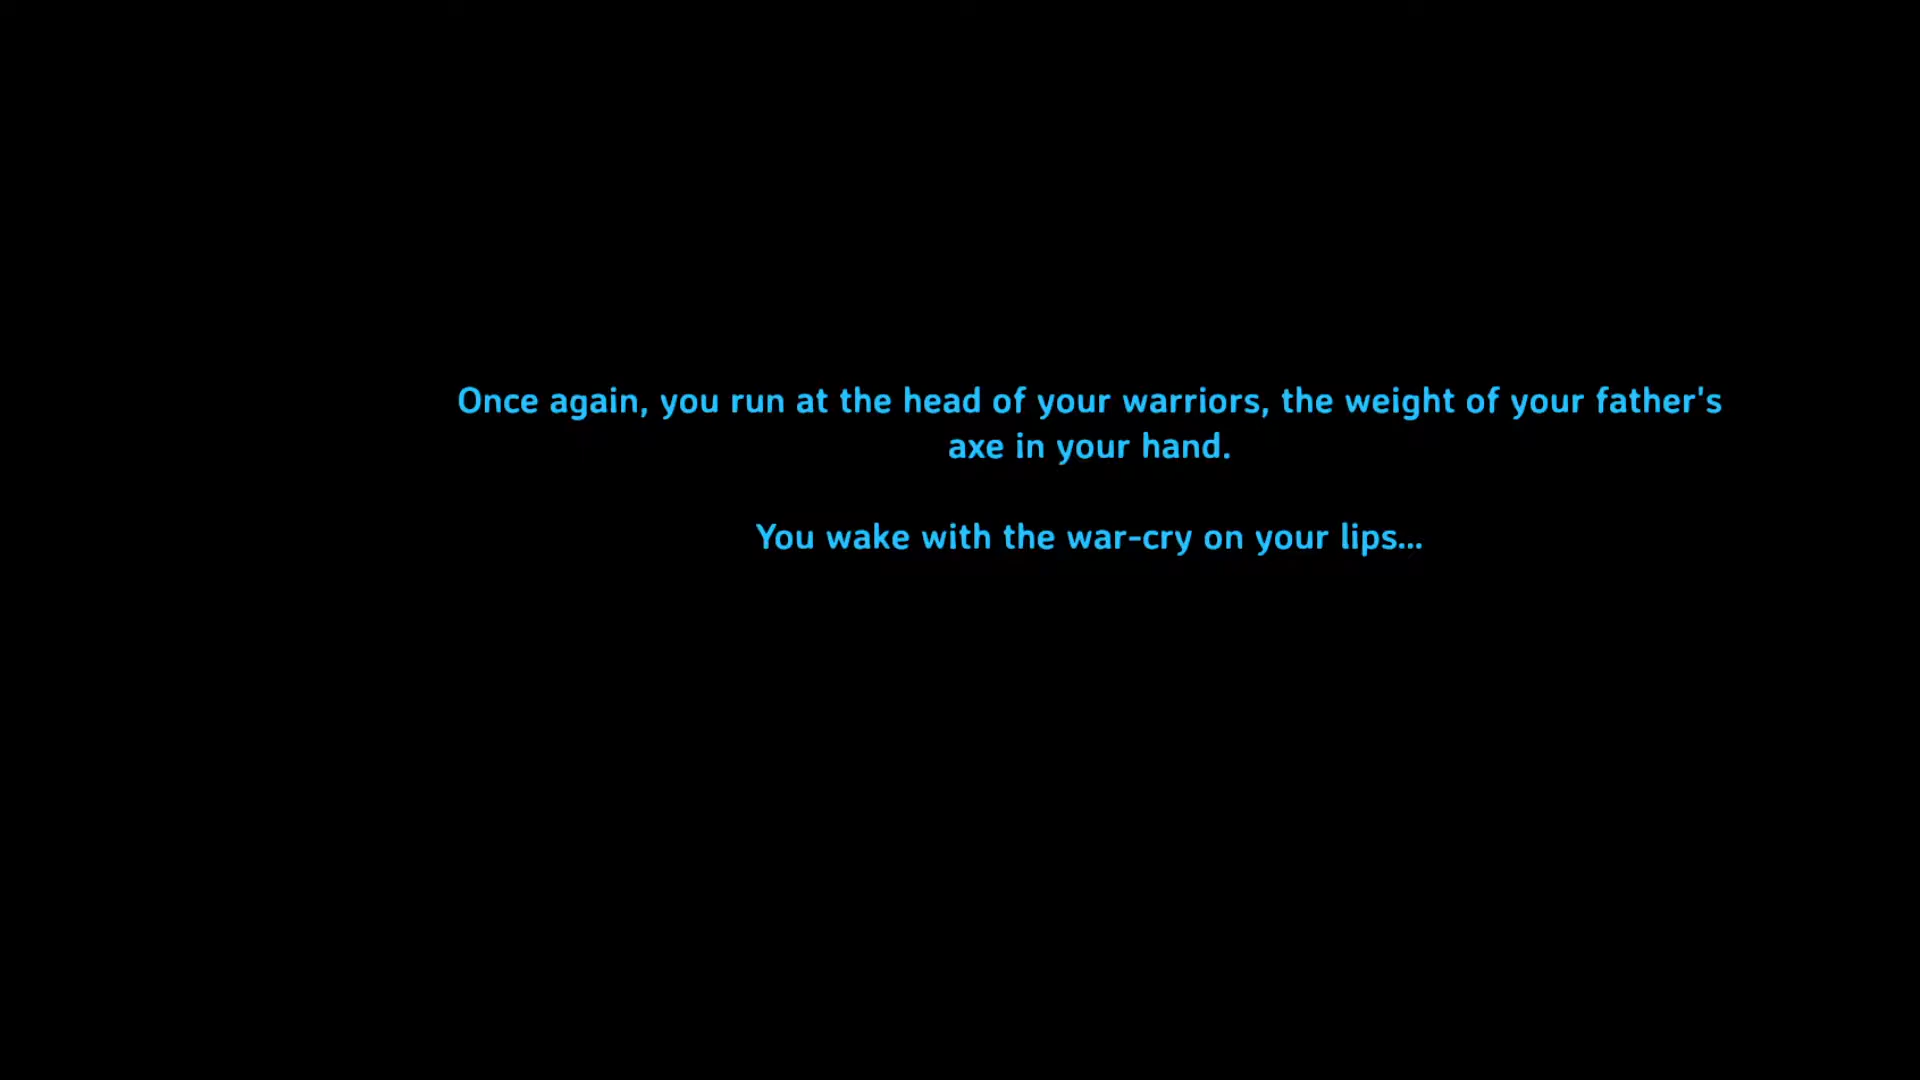 Once again, you run at the head of your warriors, the weight of your father's
axe in your hand.
You wake with the war-cry on your lips...